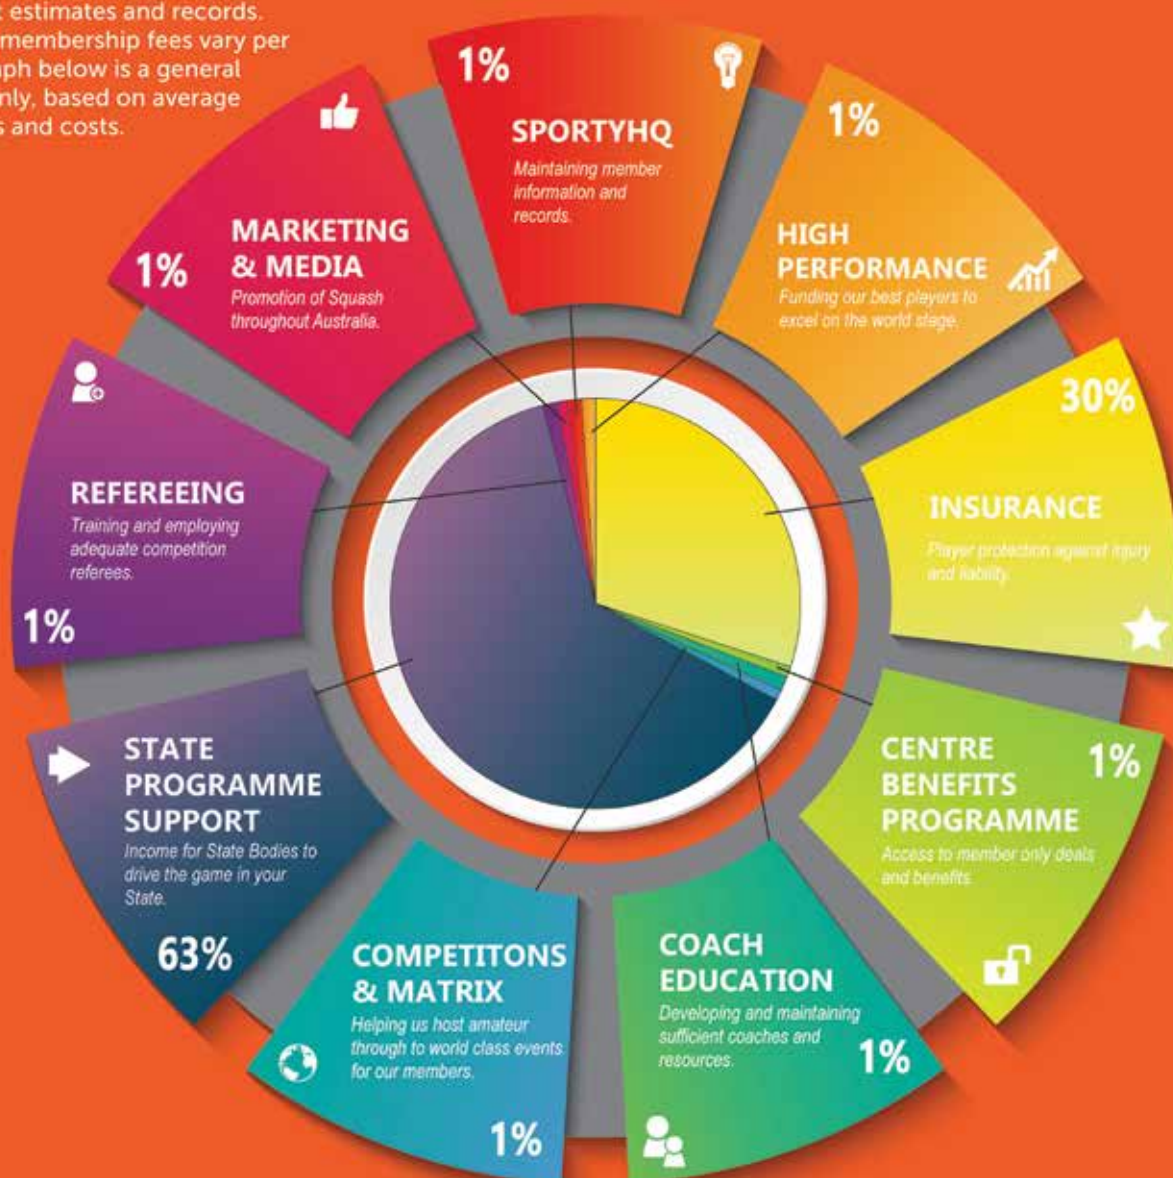 estimates and records.
membership fees vary per
below is a general
based on average
and costs.
1%
SPORTYHQ
Maintaining member
information and
records.
1%
HIGH
PERFORMANCE
Funding our best players to
excel on the world stage.
30%
INSURANCE
Player protection against injury
and liability.
CENTRE
BENEFITS
PROGRAMME
1%
Access to member only deals
and benefits.
COACH
EDUCATION
Developing and maintaining
sufficient coaches and
resources.
1%
COMPETITONS
& MATRIX
Helping us host amateur
through to world class events
for our members.
1%
STATE
PROGRAMME
SUPPORT
Income for State Bodies to
drive the game in your
State.
63%
REFEREEING
Training and employing
adequate competition
referees.
1%
MARKETING
& MEDIA
1%
Promotion of Squash
throughout Australia.